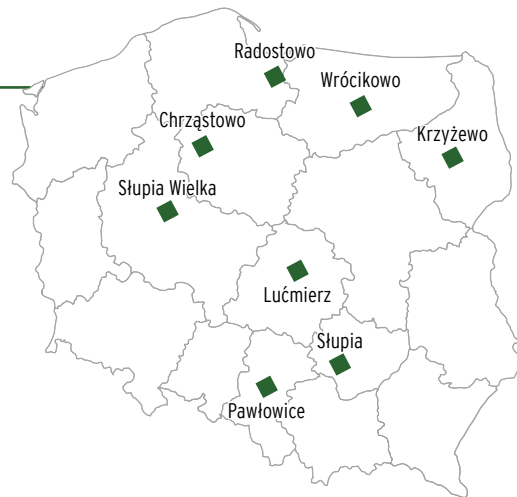 Radostowo
Wrócikowo
Chrząstowo
Krzyżewo
Słupia Wielka
Lućmierz
Słupia
Pawłowice